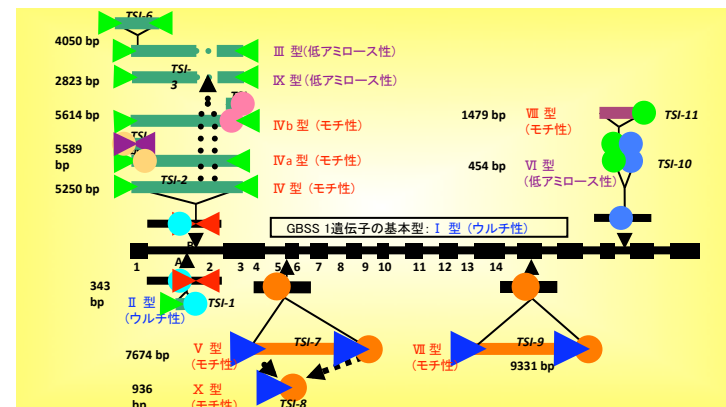 TSI-6
4050 bp
Ⅲ 型(低アミロース性)
TSI-
3
2823 bp
Ⅸ 型(低アミロース性)
5614 bp
TSI
Ⅳb 型 (モチ性)
5589
bp
TSI-
Ⅳa 型 (モチ性)
TSI-2
5250 bp
Ⅳ 型 (モチ性)
1479 bp
Ⅷ 型
(モチ性)
TSI-11
454 bp
Ⅵ 型
(低アミロース性)
TSI-10
GBSS 1遺伝子の基本型: Ⅰ 型 (ウルチ性)
B
A
1 2 3 4 5 6 7 8 9 10 11 12 13 14
343
bp
Ⅱ 型
(ウルチ性)
TSI-1
7674 bp
Ⅴ 型
(モチ性)
TSI-7
Ⅶ 型
(モチ性)
TSI-9
9331 bp
936
bp
Ⅹ 型
(モチ性)
TSI-8